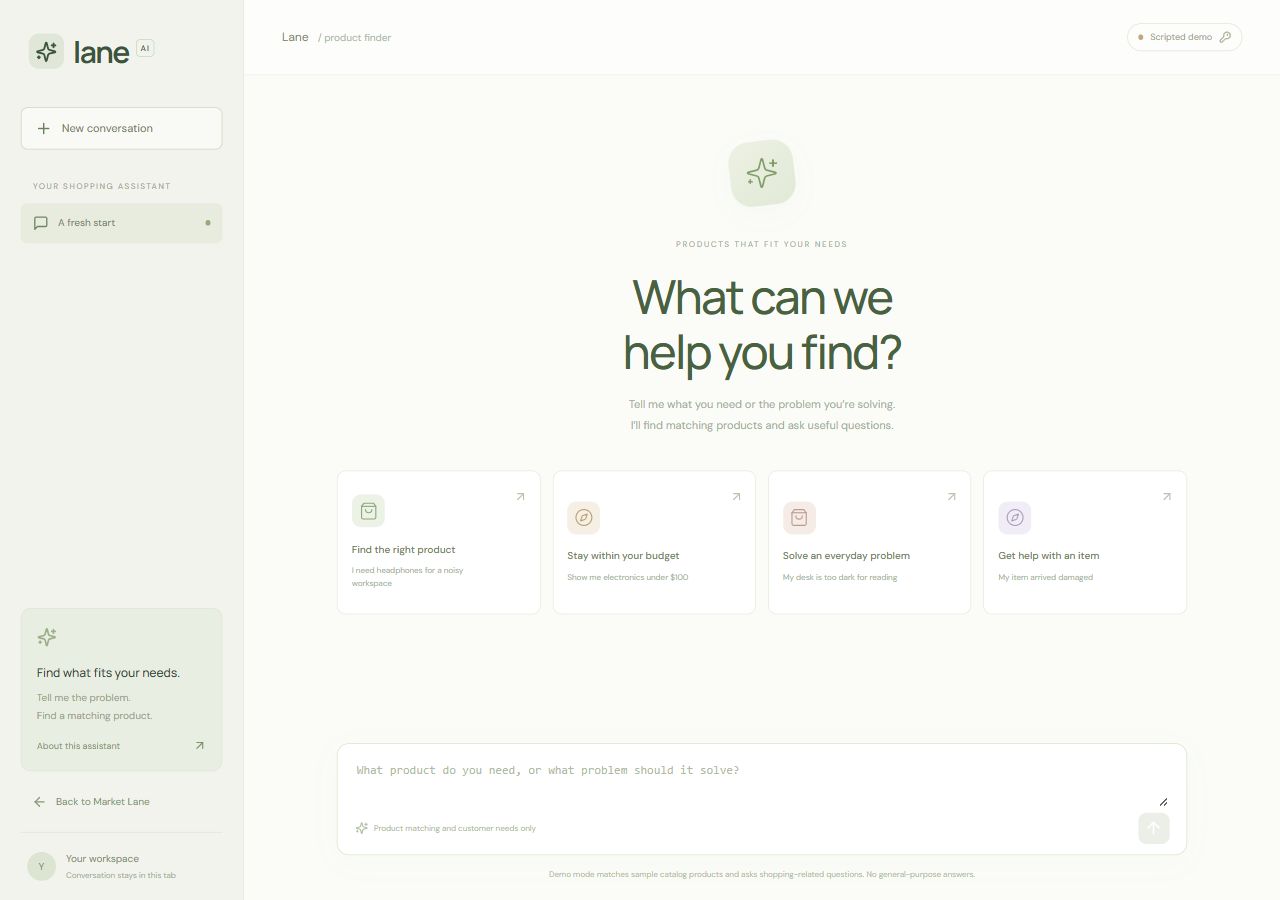 lane AI
New conversation
YOUR SHOPPING ASSISTANT
A fresh start
Find what fits your needs.
Tell me the problem.
Find a matching product.
About this assistant
Back to Market Lane
Y
Your workspace
Conversation stays in this tab
Lane / product finder
Scripted demo
PRODUCTS THAT FIT YOUR NEEDS
What can we
help you find?
Tell me what you need or the problem you’re solving.
I’ll find matching products and ask useful questions.
Find the right product
I need headphones for a noisy
workspace
Stay within your budget
Show me electronics under $100
Solve an everyday problem
My desk is too dark for reading
Get help with an item
My item arrived damaged
What product do you need, or what problem should it solve?
Product matching and customer needs only
Demo mode matches sample catalog products and asks shopping-related questions. No general-purpose answers.